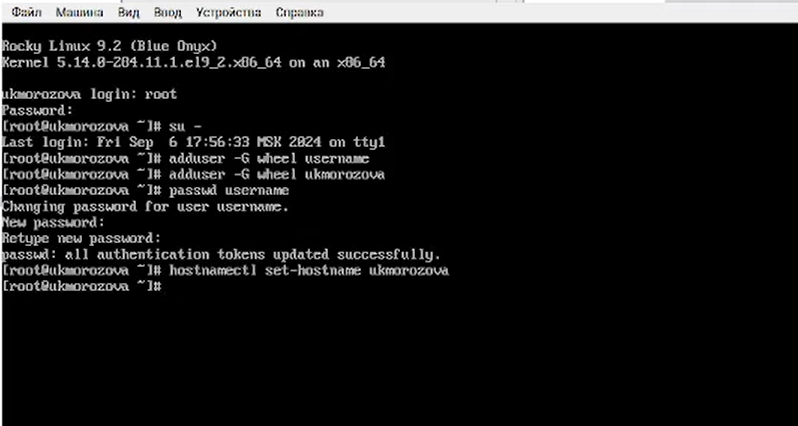 Файл Машина Вид Ввод Устройства Справка
Rocky Linux 9.2 (Blue Onyx)
Kernel 5.14.0-284.11.1.el9_2.x86_64 on an x86_64
ukmorozova login: root
Password:
[root@ukmorozova ~]# su -
Last login: Fri Sep  6 17:56:33 MSK 2024 on tty1
[root@ukmorozova ~]# adduser -G wheel username
[root@ukmorozova ~]# adduser -G wheel ukmorozova
[root@ukmorozova ~]# passwd username
Changing password for user username.
New password:
Retype new password:
passwd: all authentication tokens updated successfully.
[root@ukmorozova ~]# hostnamectl set-hostname ukmorozova
[root@ukmorozova ~]#